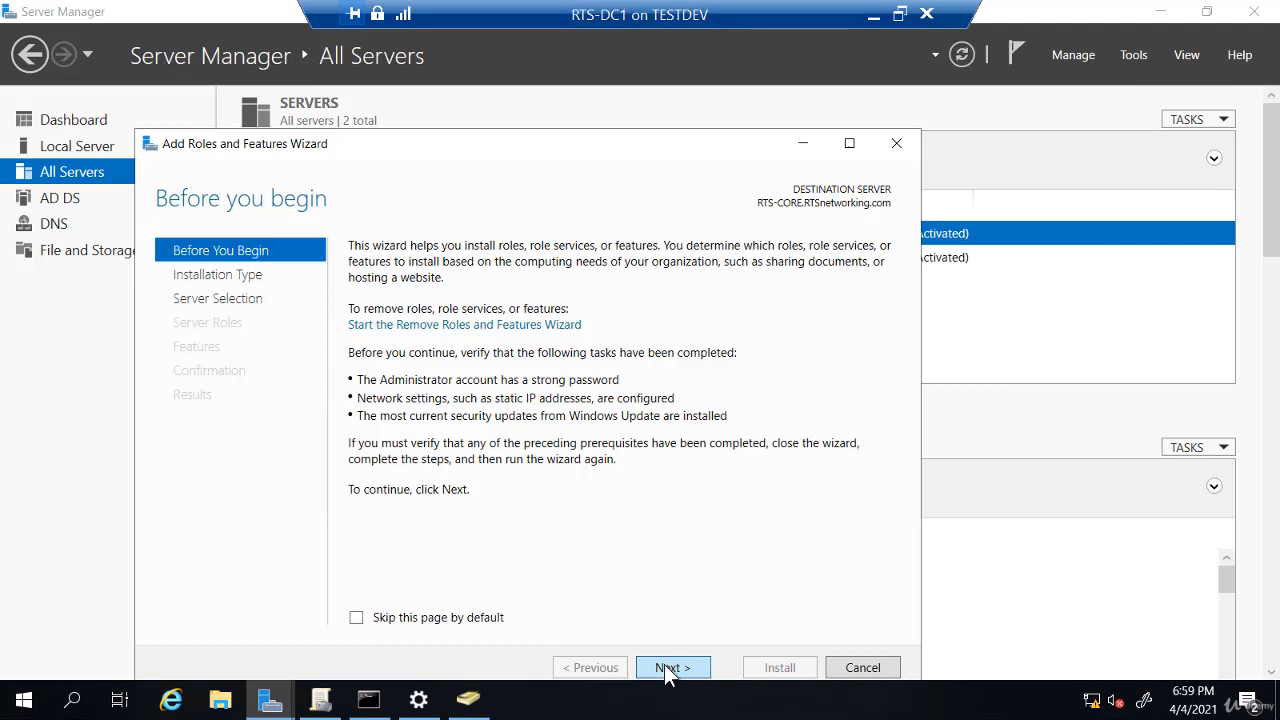 Server Manager
RTS-DC1 on TESTDEV
Server Manager All Servers
Manage Tools View Help
Dashboard
Local Server
All Servers
AD DS
DNS
File and Storage
SERVERS
All servers | 2 total
TASKS
Activated)
Activated)
TASKS
Add Roles and Features Wizard
Before you begin
DESTINATION SERVER
RTS-CORE.RTSnetworking.com
Before You Begin
Installation Type
Server Selection
Server Roles
Features
Confirmation
Results
This wizard helps you install roles, role services, or features. You determine which roles, role services, or
features to install based on the computing needs of your organization, such as sharing documents, or
hosting a website.
To remove roles, role services, or features:
Start the Remove Roles and Features Wizard
Before you continue, verify that the following tasks have been completed:
• The Administrator account has a strong password
• Network settings, such as static IP addresses, are configured
• The most current security updates from Windows Update are installed
If you must verify that any of the preceding prerequisites have been completed, close the wizard,
complete the steps, and then run the wizard again.
To continue, click Next.
Skip this page by default
< Previous Next > Install Cancel
6:59 PM
4/4/2021
2